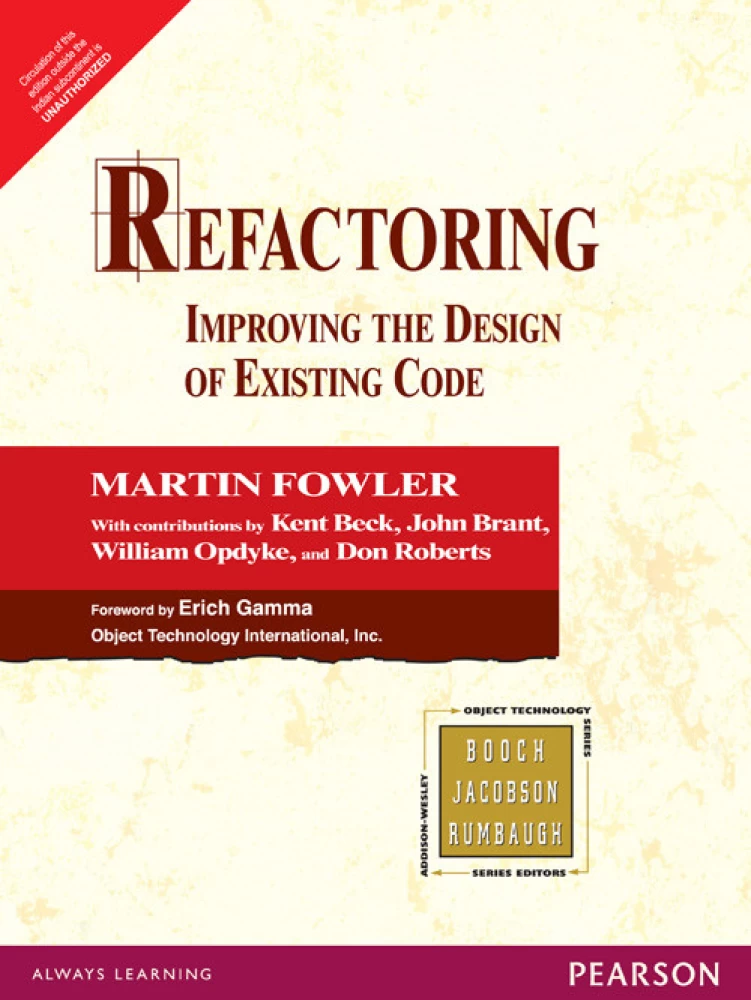 Circulation of this
edition outside the
Indian subcontinent is
UNAUTHORIZED
REFACTORING
IMPROVING THE DESIGN
OF EXISTING CODE
MARTIN FOWLER
With contributions by Kent Beck, John Brant,
William Opdyke, and Don Roberts
Foreword by Erich Gamma
Object Technology International, Inc.
OBJECT TECHNOLOGY
SERIES
BOOCH
JACOBSON
RUMBAUGH
ADDISON-WESLEY
SERIES EDITORS
ALWAYS LEARNING
PEARSON